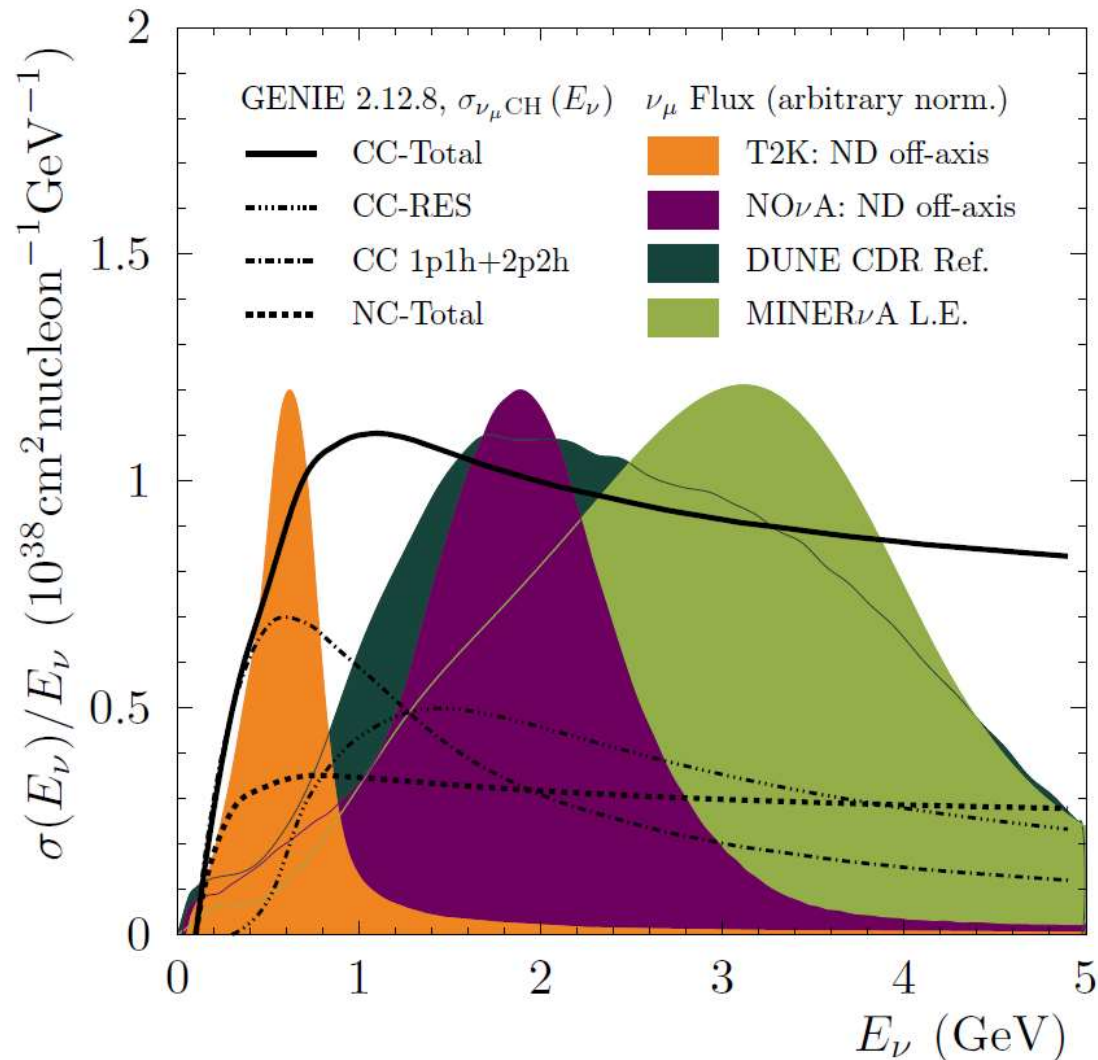 2
1.5
1
0.5
0
σ(Eν)/Eν (10³⁸cm²nucleon⁻¹GeV⁻¹)
GENIE 2.12.8, σ_νμCH (Eν)
CC-Total
CC-RES
CC 1p1h+2p2h
NC-Total
νμ Flux (arbitrary norm.)
T2K: ND off-axis
NOνA: ND off-axis
DUNE CDR Ref.
MINERνA L.E.
0 1 2 3 4 5
Eν (GeV)